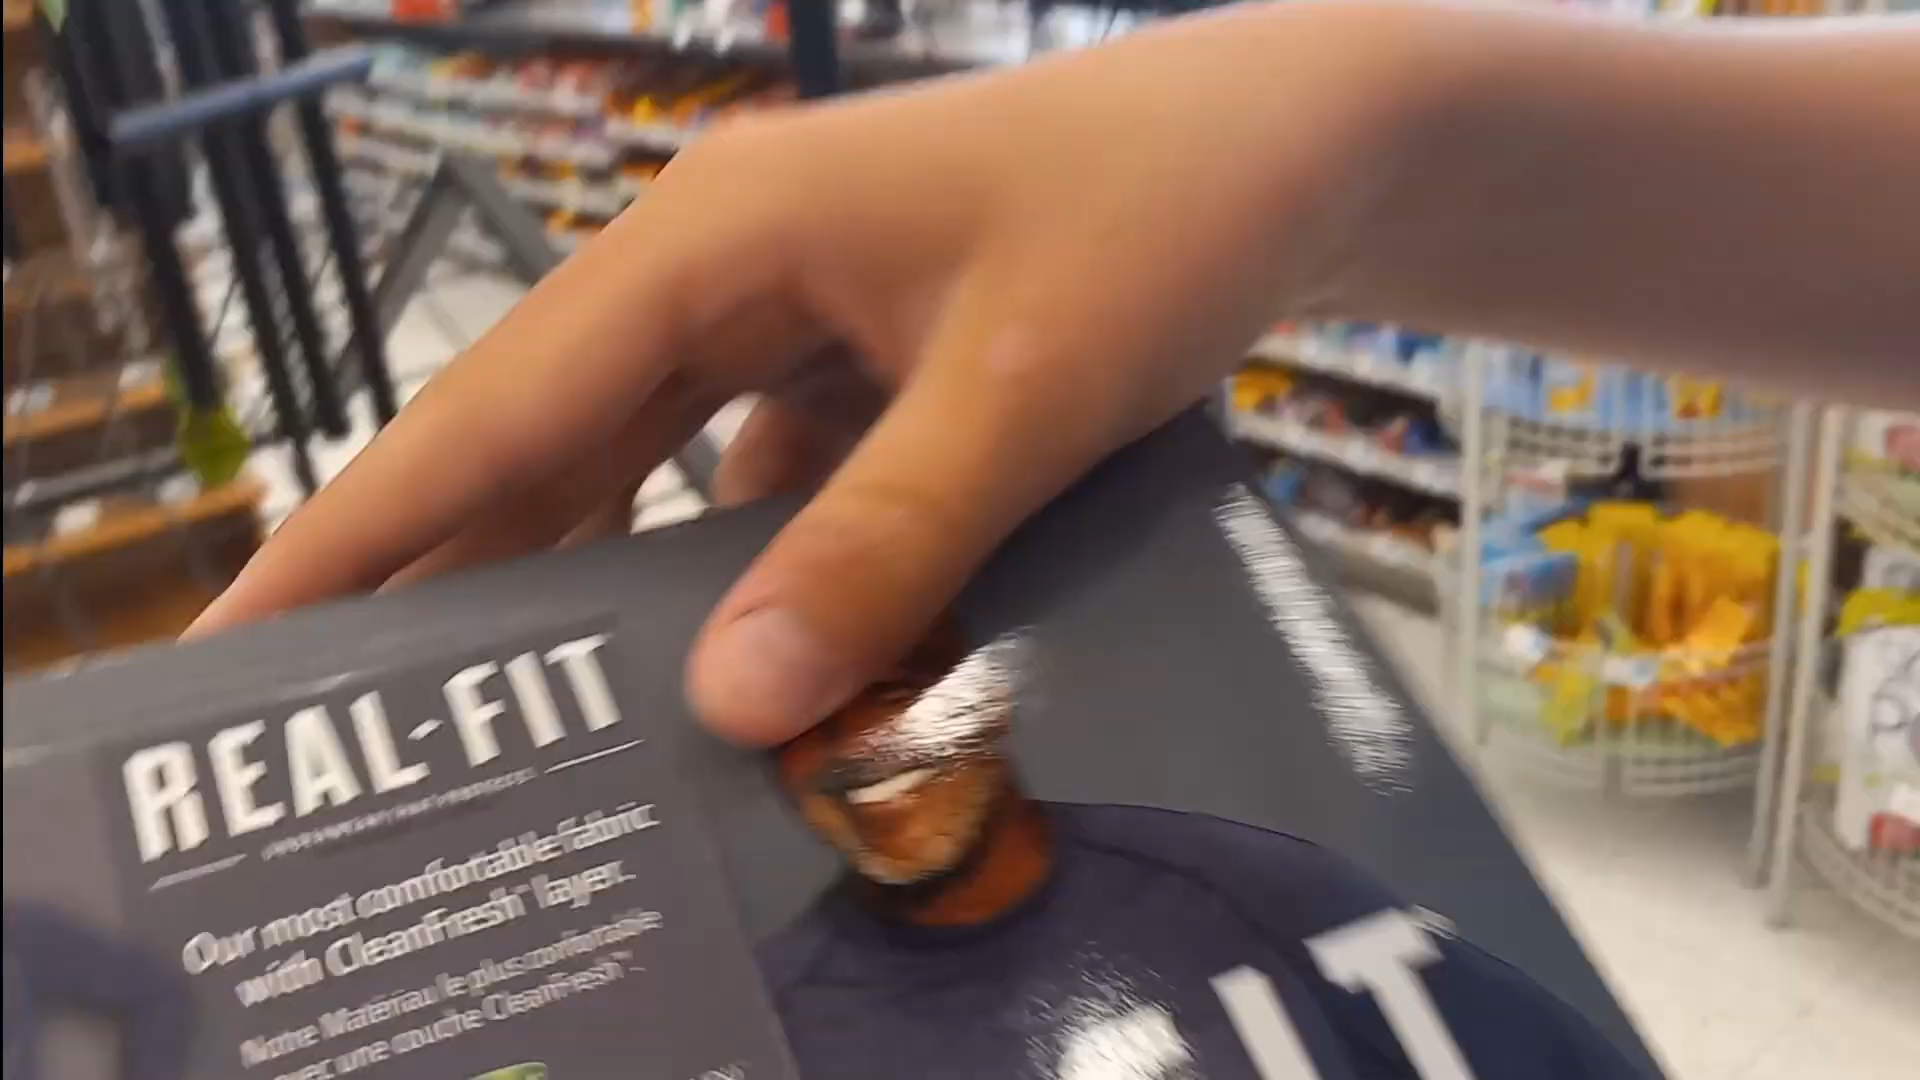 REAL-FIT
Our most comfortable fabric
with CleanFresh™ layer.
Notre Matériau le plus confortable
avec une couche CleanFresh™.
IT